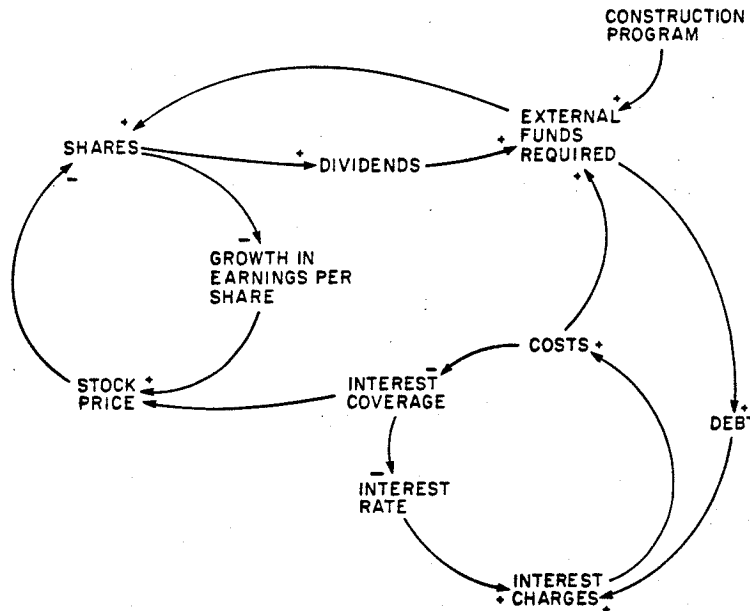 CONSTRUCTION
PROGRAM
+
+
EXTERNAL
FUNDS
REQUIRED
+
+
SHARES
-
+
DIVIDENDS
-
GROWTH IN
EARNINGS PER
SHARE
COSTS +
+
STOCK
PRICE
-
INTEREST
COVERAGE
+
DEBT
-
INTEREST
RATE
INTEREST
+ CHARGES +